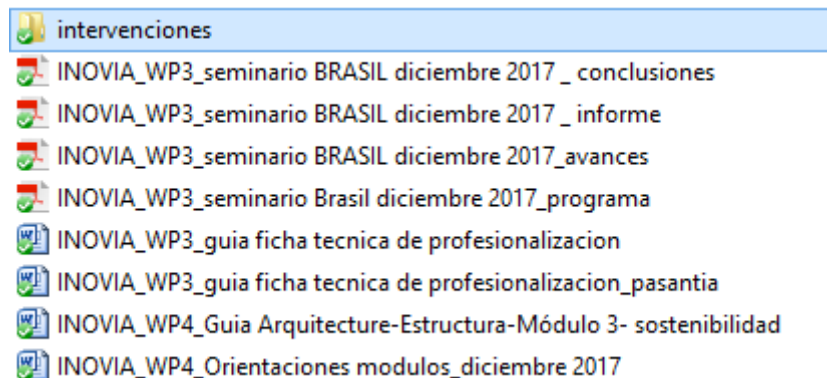 intervenciones
INOVIA_WP3_seminario BRASIL diciembre 2017 _ conclusiones
INOVIA_WP3_seminario BRASIL diciembre 2017 _ informe
INOVIA_WP3_seminario BRASIL diciembre 2017_avances
INOVIA_WP3_seminario Brasil diciembre 2017_programa
INOVIA_WP3_guia ficha tecnica de profesionalizacion
INOVIA_WP3_guia ficha tecnica de profesionalizacion_pasantia
INOVIA_WP4_Guia Arquitecture-Estructura-Módulo 3- sostenibilidad
INOVIA_WP4_Orientaciones modulos_diciembre 2017